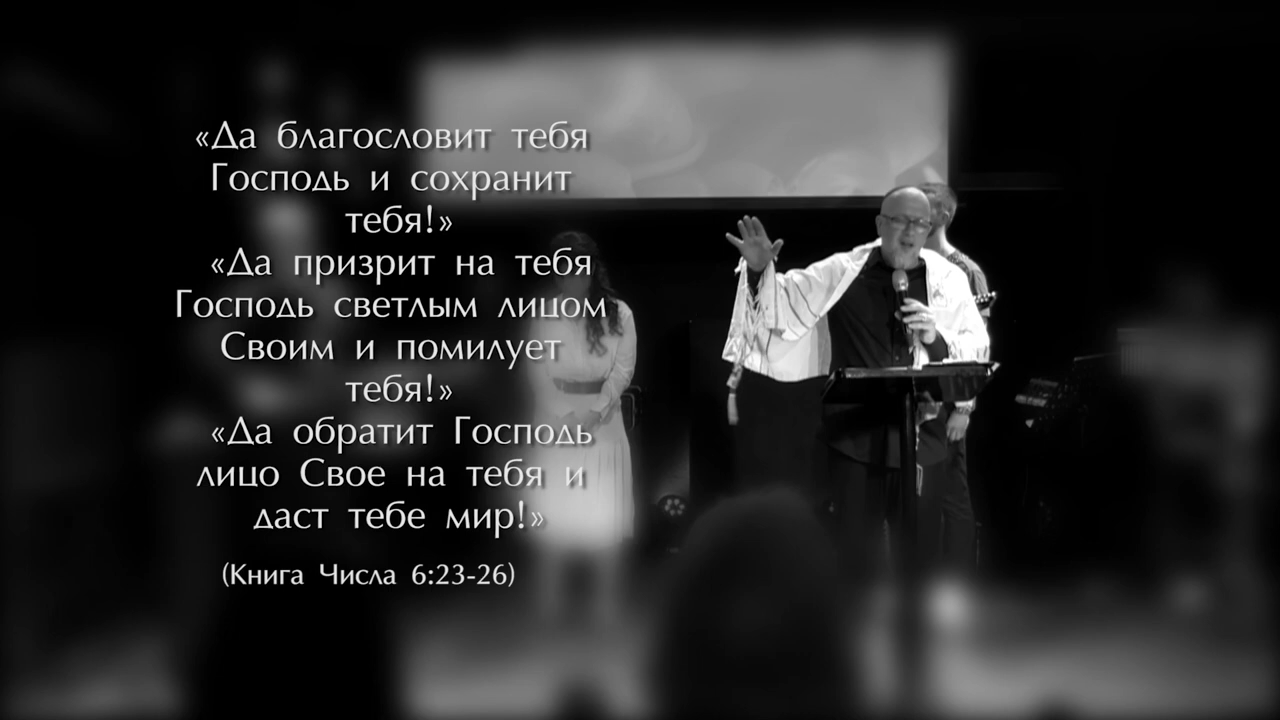 «Да благословит тебя
Господь и сохранит
тебя!»
«Да призрит на тебя
Господь светлым лицом
Своим и помилует
тебя!»
«Да обратит Господь
лицо Свое на тебя и
даст тебе мир!»
(Книга Числа 6:23-26)